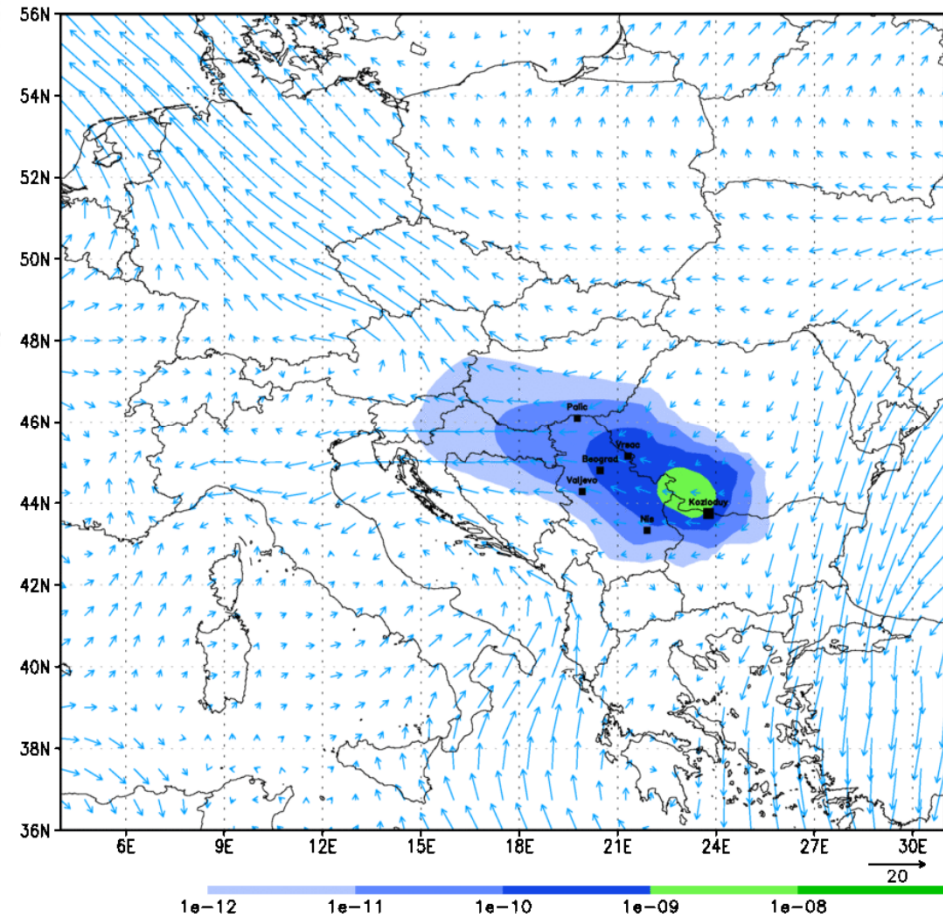 56N
54N
52N
50N
48N
46N
44N
42N
40N
38N
36N
Palic
Vrsac
Beograd
Valjevo
Kozloduy
Nis
6E 9E 12E 15E 18E 21E 24E 27E 30E
20
1e-12 1e-11 1e-10 1e-09 1e-08